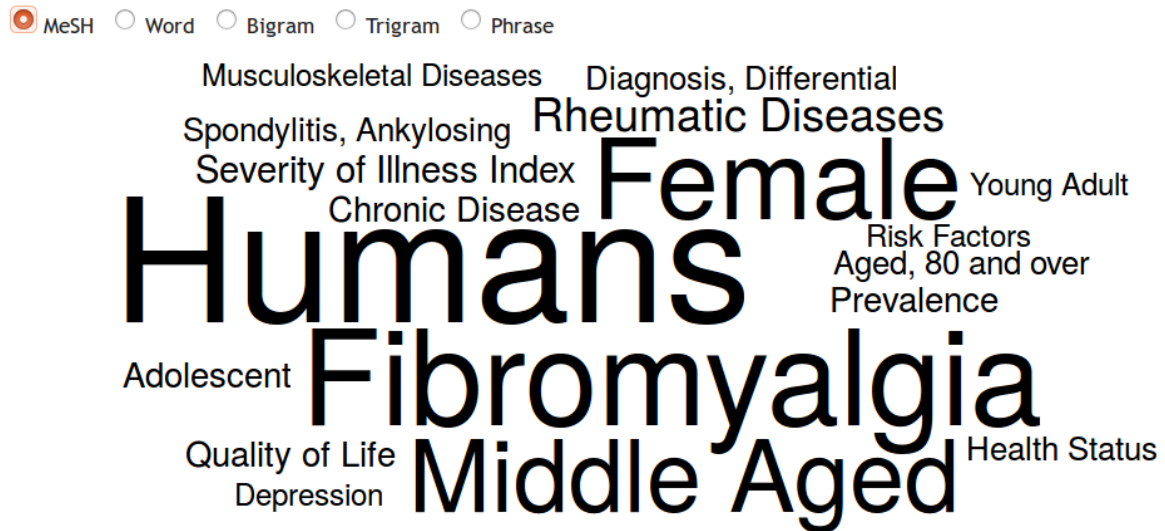 MeSH Word Bigram Trigram Phrase
Musculoskeletal Diseases
Diagnosis, Differential
Rheumatic Diseases
Spondylitis, Ankylosing
Severity of Illness Index
Female
Young Adult
Chronic Disease
Humans
Risk Factors
Aged, 80 and over
Prevalence
Adolescent
Fibromyalgia
Quality of Life
Middle Aged
Health Status
Depression